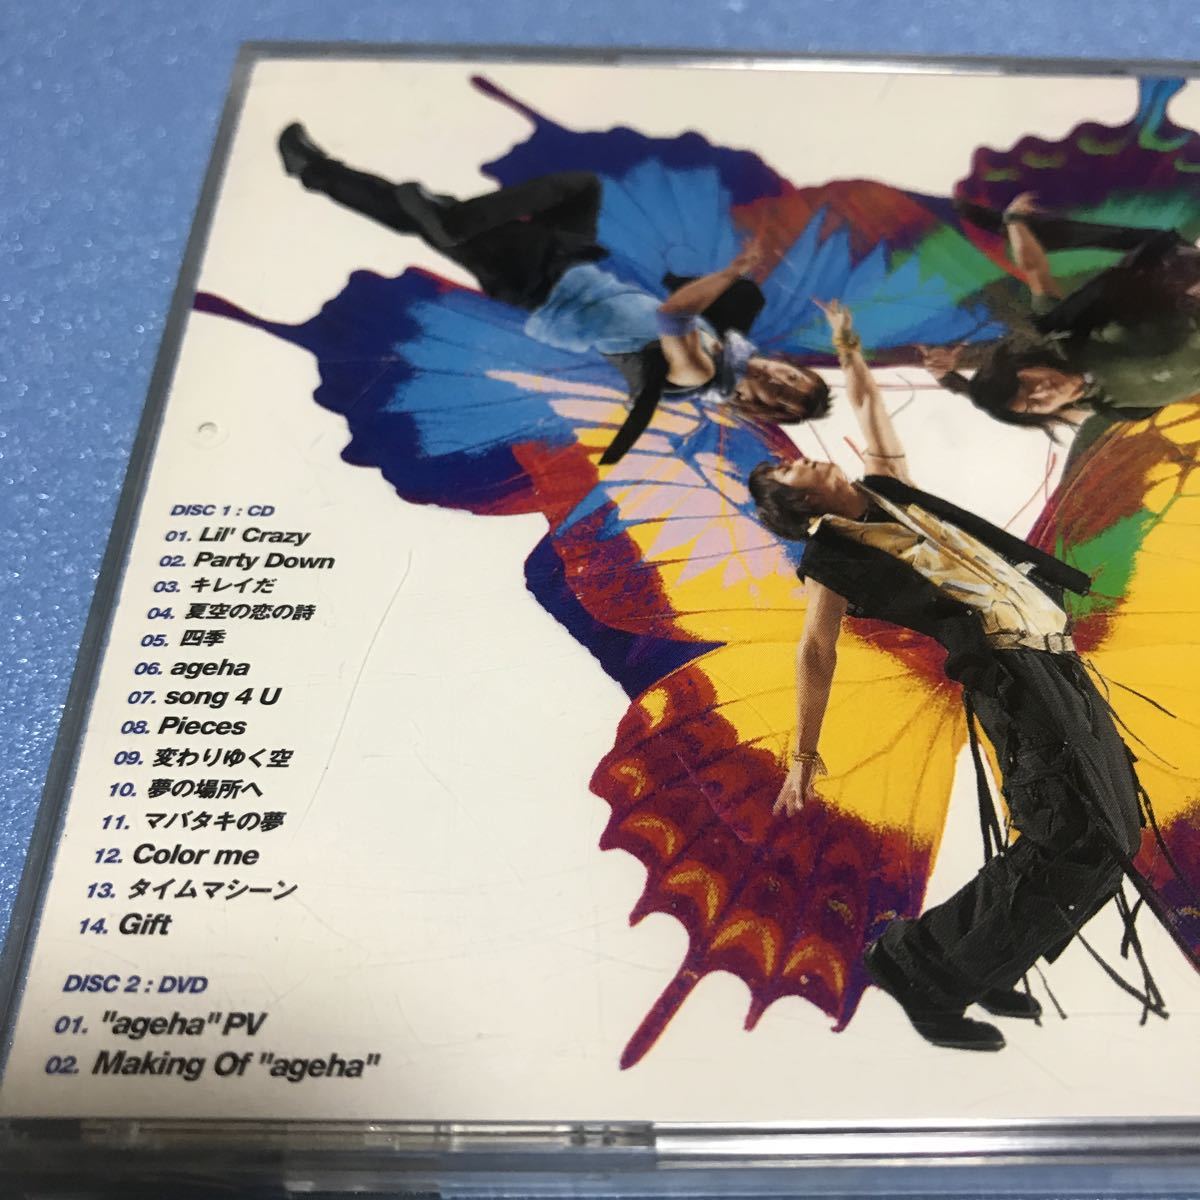 DISC 1 : CD
01. Lil' Crazy
02. Party Down
03. キレイだ
04. 夏空の恋の詩
05. 四季
06. ageha
07. song 4 U
08. Pieces
09. 変わりゆく空
10. 夢の場所へ
11. マバタキの夢
12. Color me
13. タイムマシーン
14. Gift
DISC 2 : DVD
01. "ageha" PV
02. Making Of "ageha"